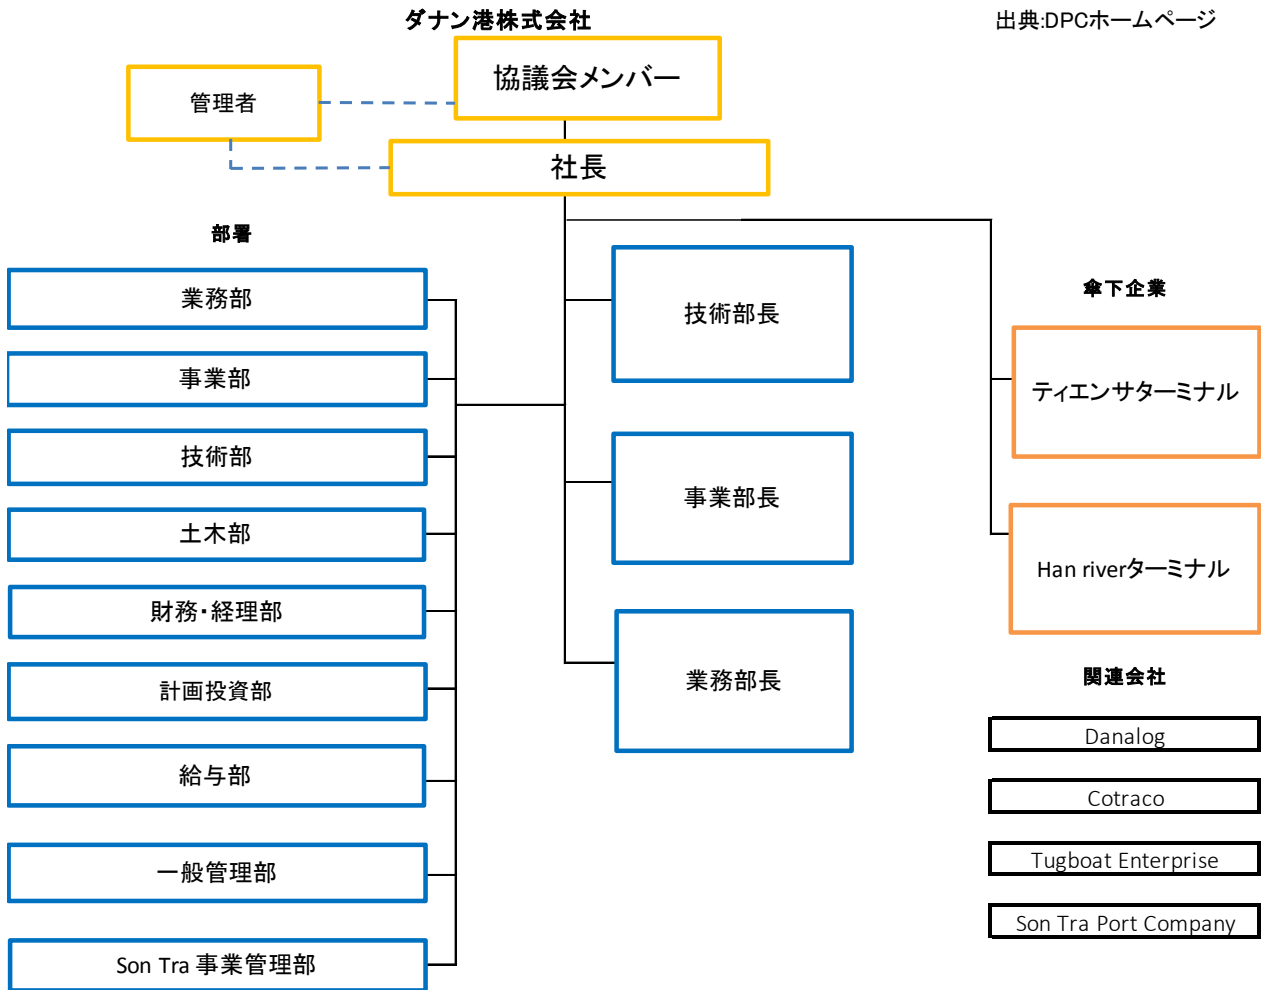 ダナン港株式会社
出典:DPCホームページ
協議会メンバー
管理者
社長
部署
業務部
事業部
技術部
土木部
財務・経理部
計画投資部
給与部
一般管理部
Son Tra 事業管理部
技術部長
事業部長
業務部長
傘下企業
ティエンサターミナル
Han riverターミナル
関連会社
Danalog
Cotraco
Tugboat Enterprise
Son Tra Port Company